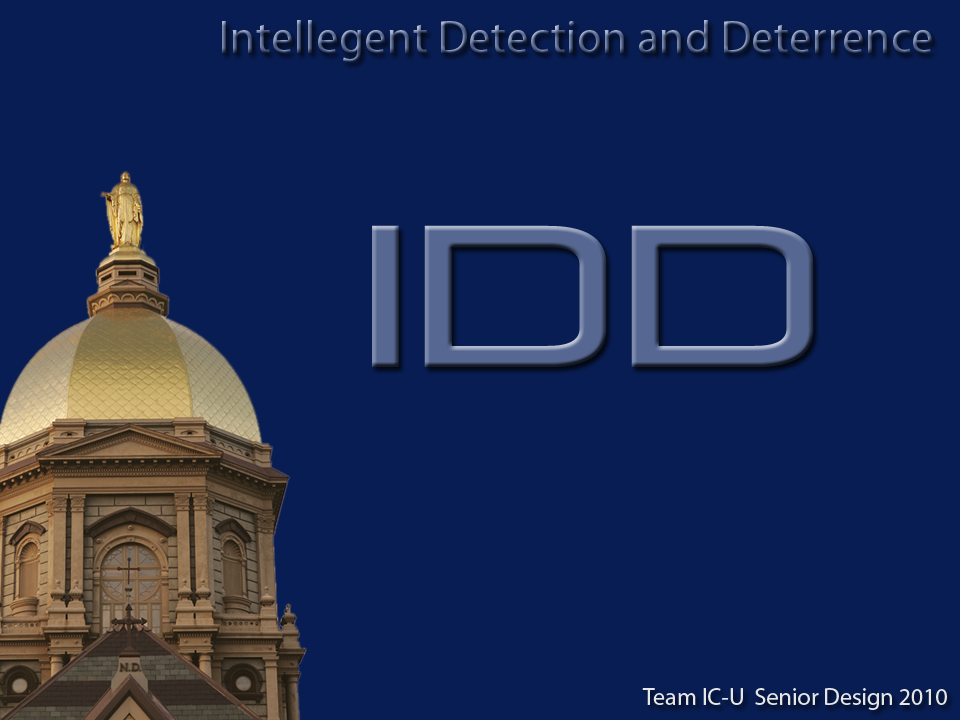 Intellegent Detection and Deterrence
IDD
N.D.
Team IC-U Senior Design 2010